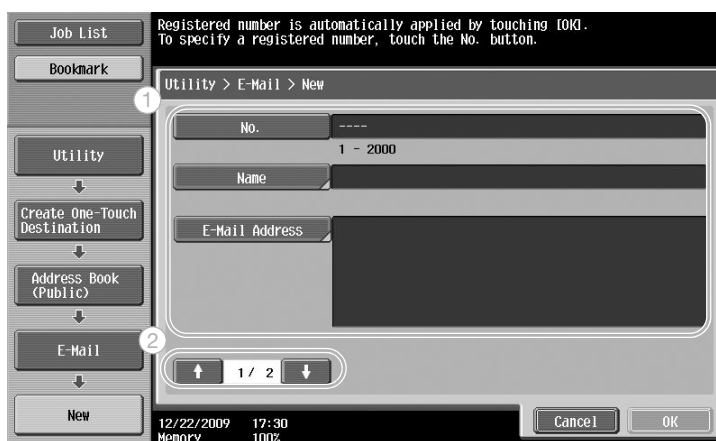 Job List
Bookmark
Registered number is automatically applied by touching [OK].
To specify a registered number, touch the No. button.
Utility > E-Mail > New
1
No.
----
1 - 2000
Name
E-Mail Address
Utility
Create One-Touch
Destination
Address Book
(Public)
E-Mail
New
2
1/ 2
12/22/2009 17:30
Memory 100%
Cancel
OK